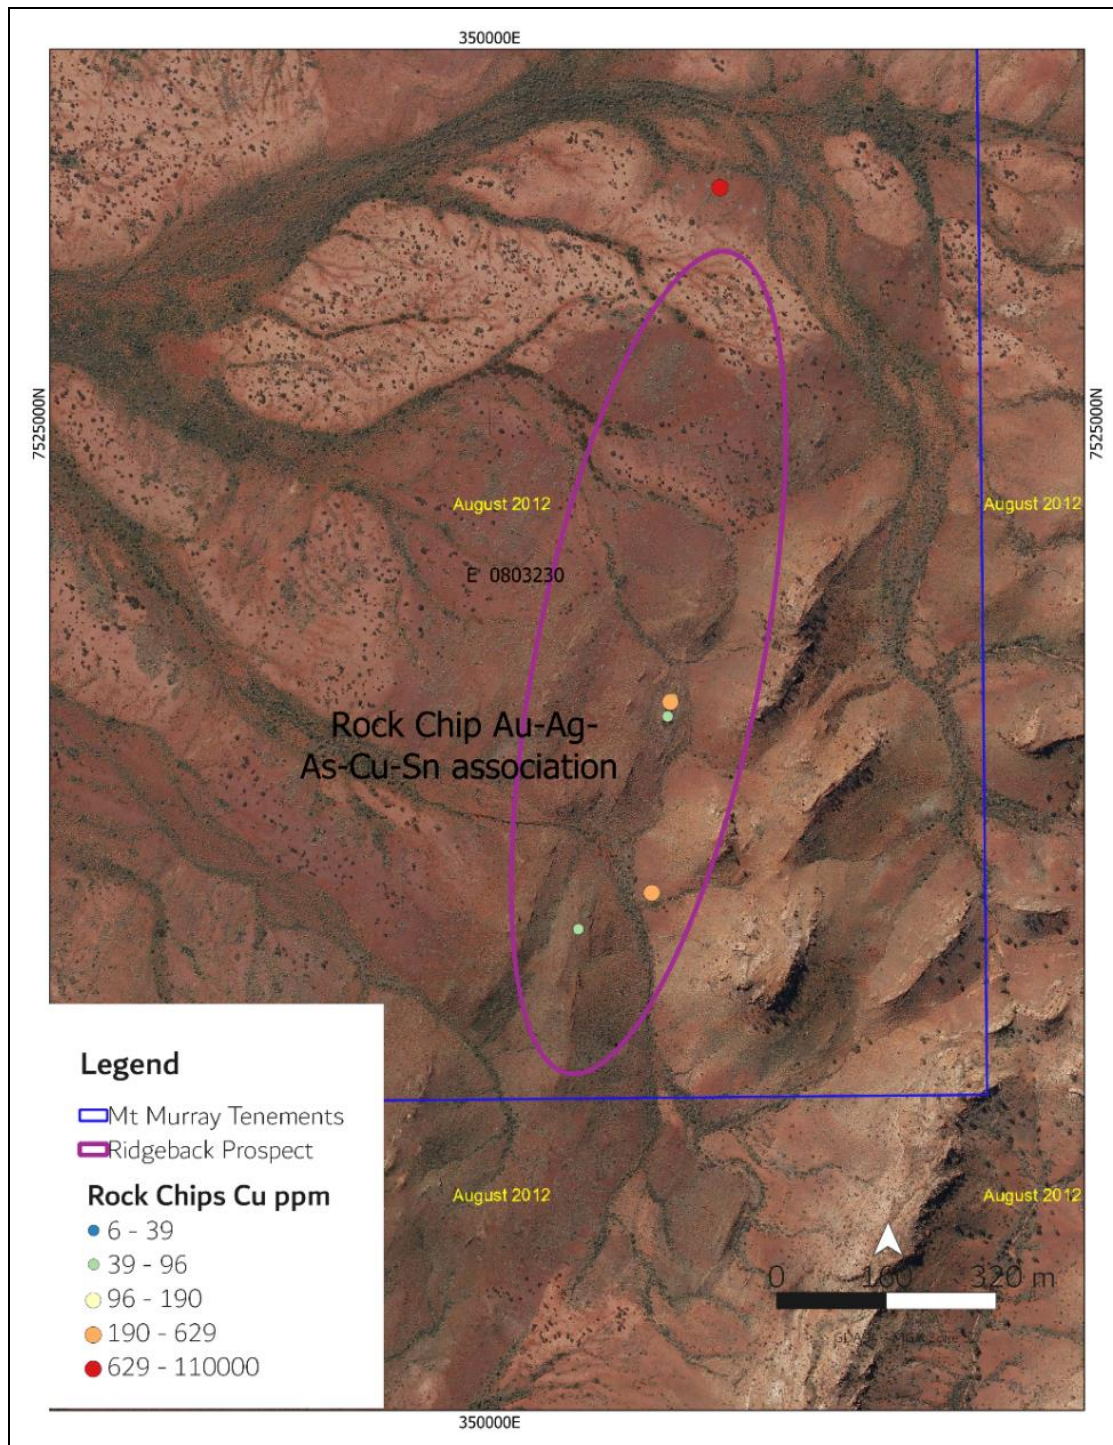 350000E
7525000N
7525000N
August 2012
August 2012
E 0803230
Rock Chip Au-Ag-
As-Cu-Sn association
Legend
Mt Murray Tenements
Ridgeback Prospect
Rock Chips Cu ppm
6 - 39
39 - 96
96 - 190
190 - 629
629 - 110000
August 2012
August 2012
0 160 320 m
350000E